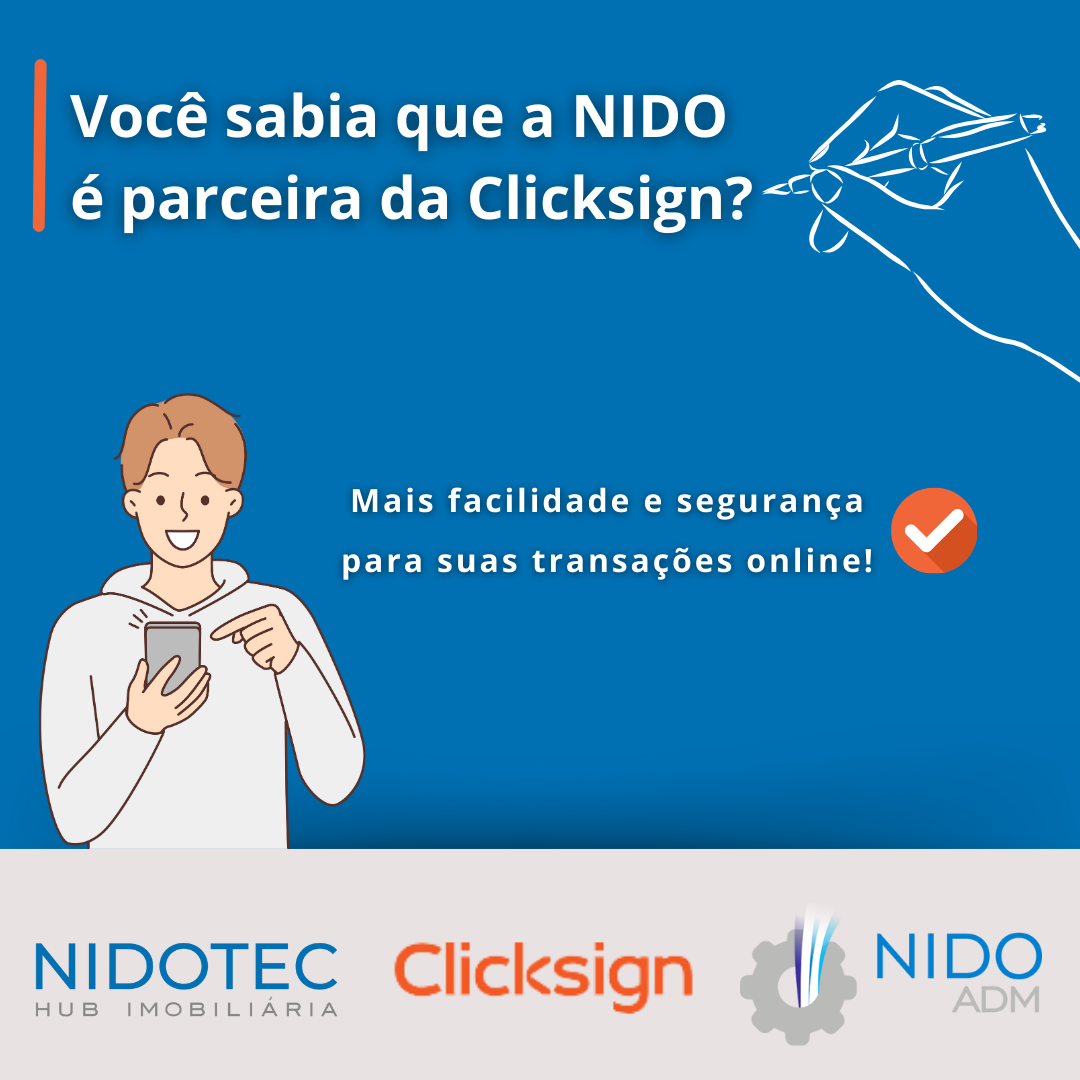 Você sabia que a NIDO
é parceira da Clicksign?
Mais facilidade e segurança
para suas transações online!
NIDOTEC
HUB IMOBILIÁRIA
Clicksign
NIDO
ADM